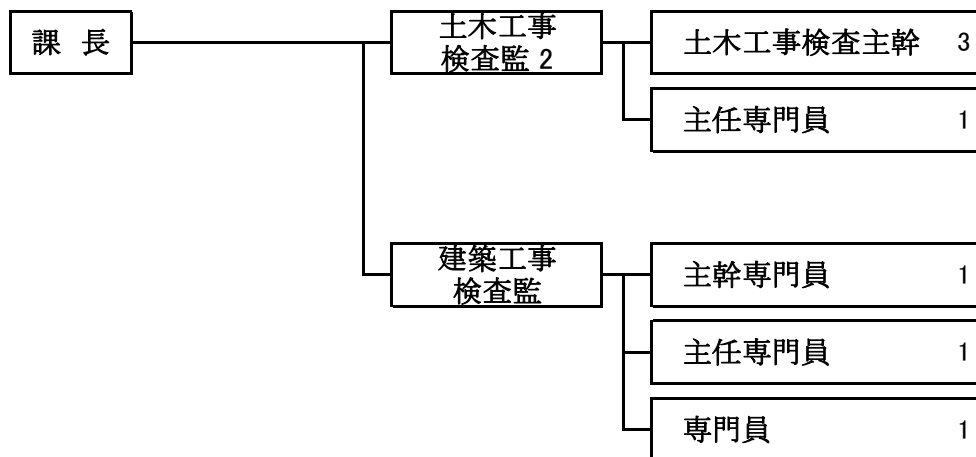 課 長
土木工事
検査監 2
土木工事検査主幹 3
主任専門員 1
建築工事
検査監
主幹専門員 1
主任専門員 1
専門員 1